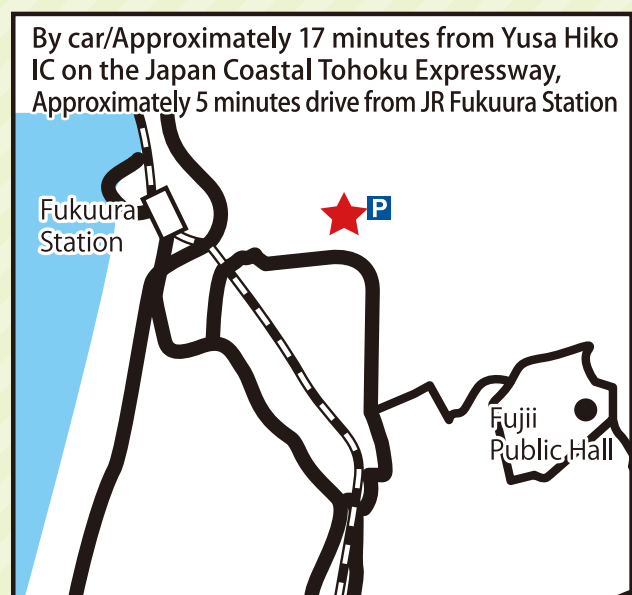 By car/Approximately 17 minutes from Yusa Hiko
IC on the Japan Coastal Tohoku Expressway,
Approximately 5 minutes drive from JR Fukuura Station
P
Fukuura
Station
Fujii
Public Hall